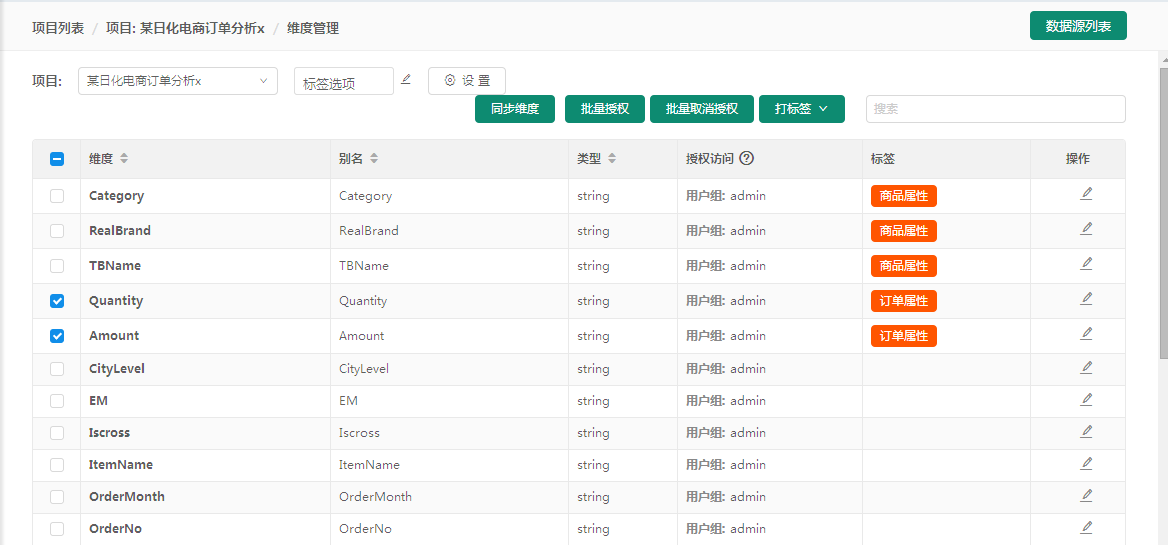 项目列表 / 项目: 某日化电商订单分析x / 维度管理
数据源列表
项目: 某日化电商订单分析x 标签选项 设 置
同步维度 批量授权 批量取消授权 打标签 搜索
维度 别名 类型 授权访问 标签 操作
Category Category string 用户组: admin 商品属性
RealBrand RealBrand string 用户组: admin 商品属性
TBName TBName string 用户组: admin 商品属性
Quantity Quantity string 用户组: admin 订单属性
Amount Amount string 用户组: admin 订单属性
CityLevel CityLevel string 用户组: admin
EM EM string 用户组: admin
Iscross Iscross string 用户组: admin
ItemName ItemName string 用户组: admin
OrderMonth OrderMonth string 用户组: admin
OrderNo OrderNo string 用户组: admin